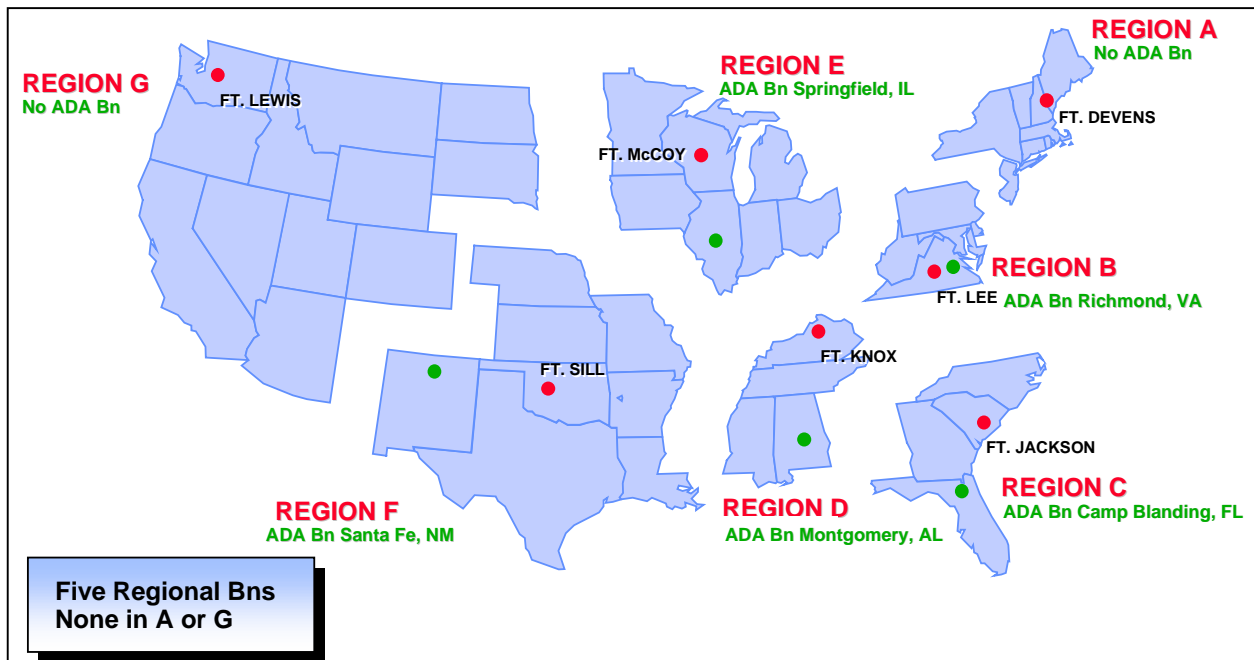 REGION A
No ADA Bn
FT. DEVENS
REGION G
No ADA Bn
FT. LEWIS
REGION E
ADA Bn Springfield, IL
FT. McCOY
REGION B
ADA Bn Richmond, VA
FT. LEE
FT. KNOX
FT. SILL
FT. JACKSON
REGION C
ADA Bn Camp Blanding, FL
REGION D
ADA Bn Montgomery, AL
REGION F
ADA Bn Santa Fe, NM
Five Regional Bns
None in A or G